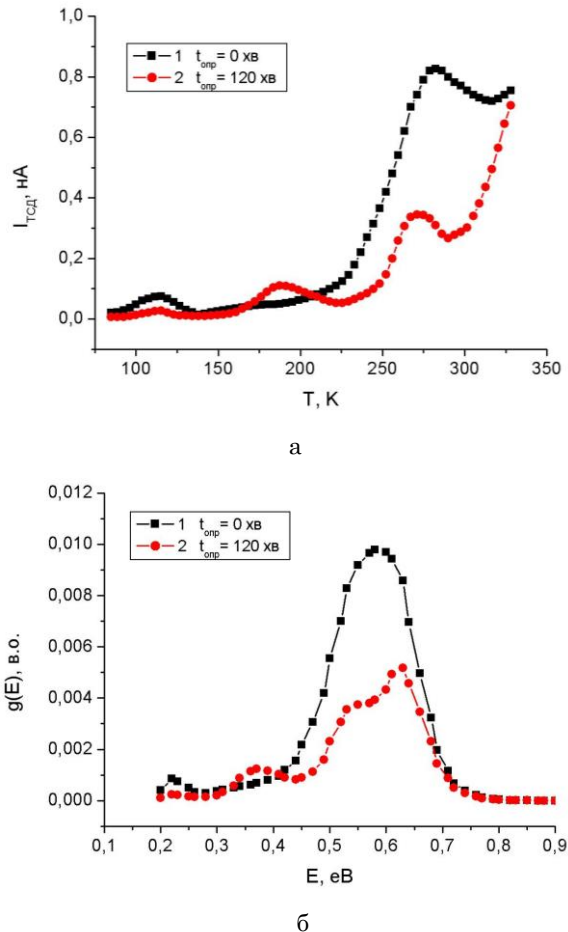 1 tопр= 0 хв
2 tопр= 120 хв
1,0
0,8
0,6
0,4
0,2
0,0
IТСД, нА
100 150 200 250 300 350
T, K
а
1 tопр= 0 хв
2 tопр= 120 хв
0,012
0,010
0,008
0,006
0,004
0,002
0,000
g(E), в.о.
0,1 0,2 0,3 0,4 0,5 0,6 0,7 0,8 0,9
E, еВ
б